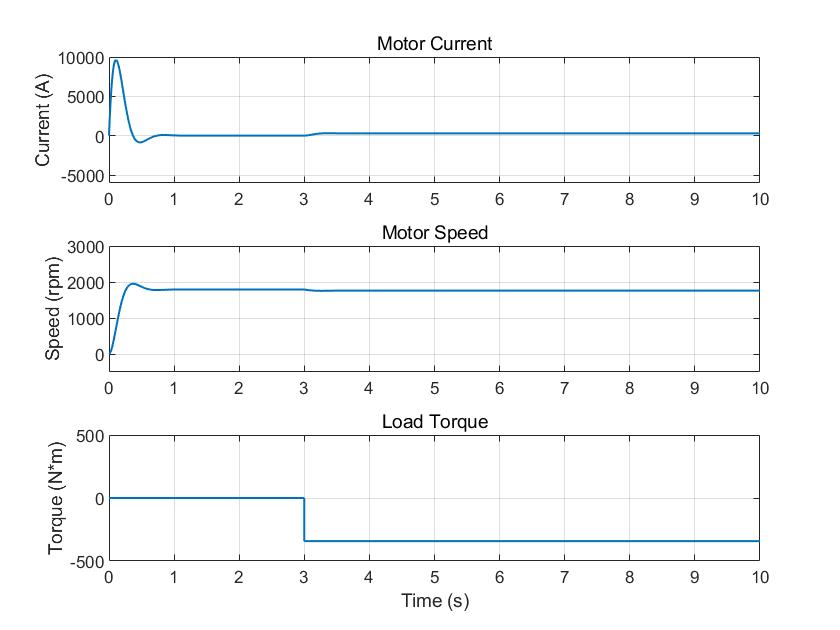 Motor Current
10000
5000
0
-5000
Current (A)
0 1 2 3 4 5 6 7 8 9 10
Motor Speed
3000
2000
1000
0
Speed (rpm)
0 1 2 3 4 5 6 7 8 9 10
Load Torque
500
0
-500
Torque (N*m)
0 1 2 3 4 5 6 7 8 9 10
Time (s)